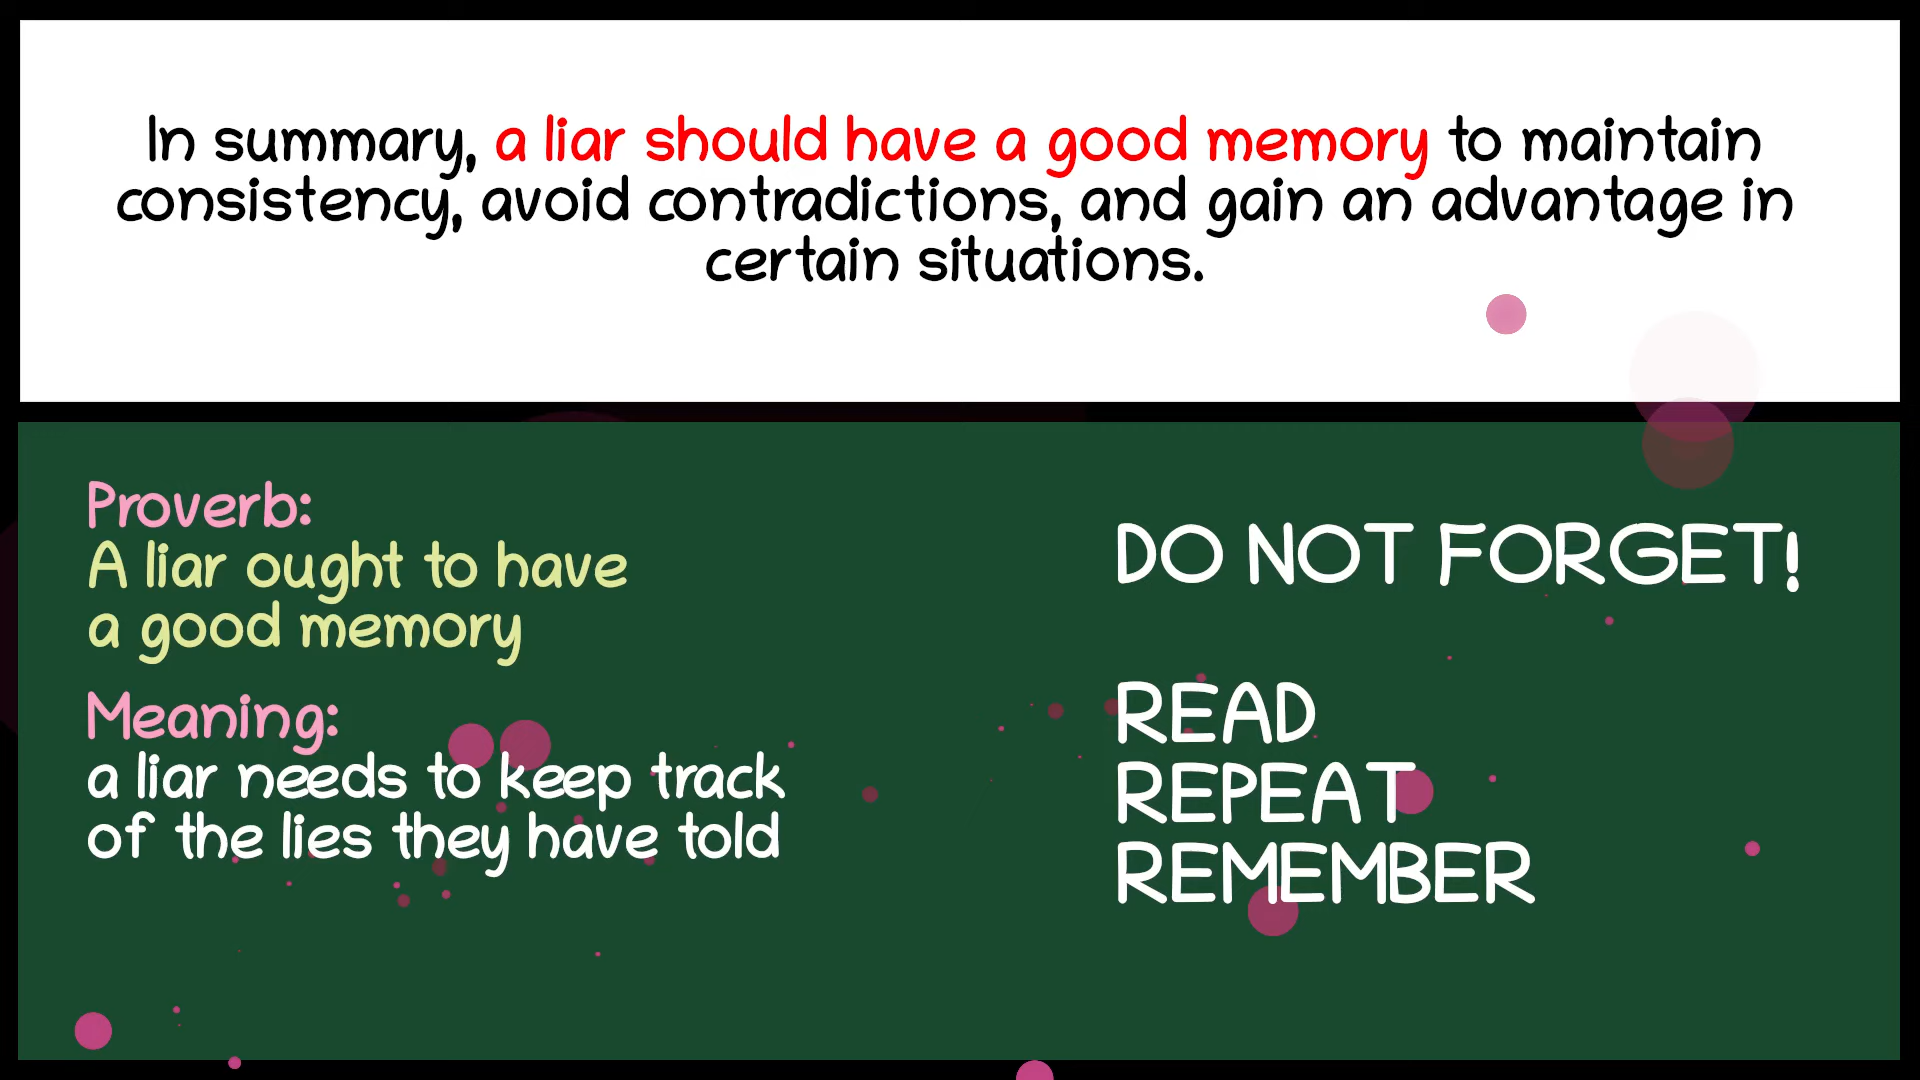 In summary, a liar should have a good memory to maintain
consistency, avoid contradictions, and gain an advantage in
certain situations.
Proverb:
A liar ought to have
a good memory
Meaning:
a liar needs to keep track
of the lies they have told
DO NOT FORGET!
READ
REPEAT
REMEMBER